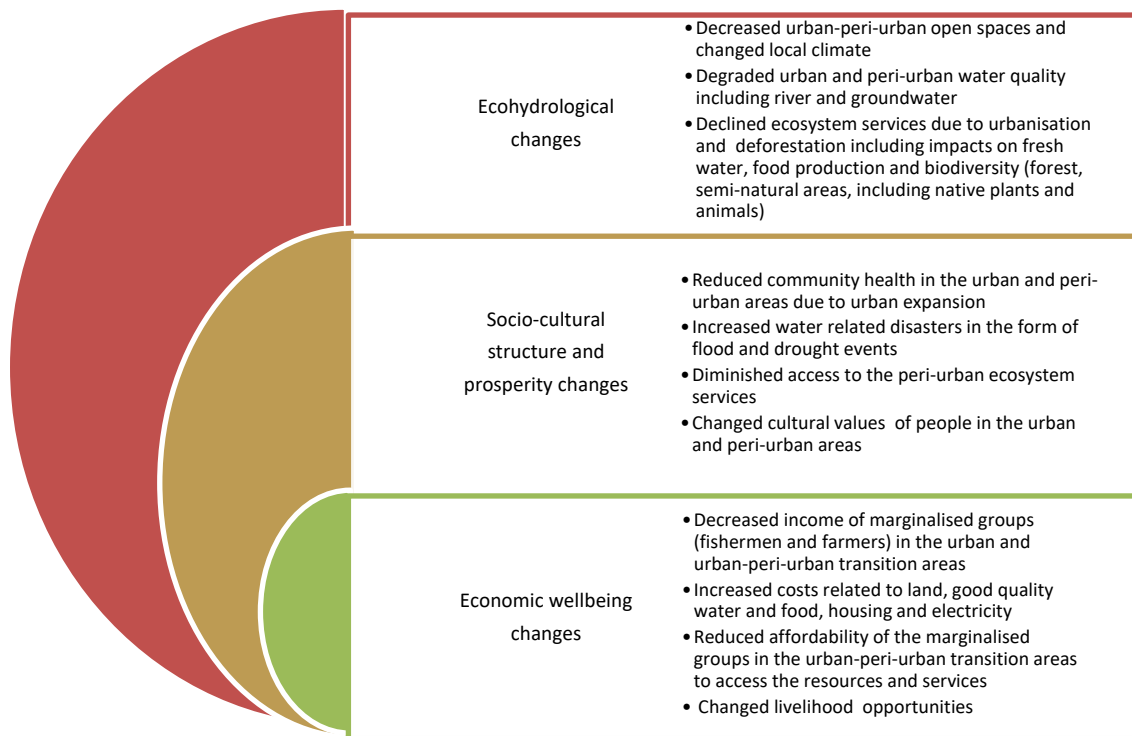 Ecohydrological
changes
• Decreased urban-peri-urban open spaces and
changed local climate
• Degraded urban and peri-urban water quality
including river and groundwater
• Declined ecosystem services due to urbanisation
and deforestation including impacts on fresh
water, food production and biodiversity (forest,
semi-natural areas, including native plants and
animals)
Socio-cultural
structure and
prosperity changes
• Reduced community health in the urban and peri-
urban areas due to urban expansion
• Increased water related disasters in the form of
flood and drought events
• Diminished access to the peri-urban ecosystem
services
• Changed cultural values of people in the urban
and peri-urban areas
Economic wellbeing
changes
• Decreased income of marginalised groups
(fishermen and farmers) in the urban and
urban-peri-urban transition areas
• Increased costs related to land, good quality
water and food, housing and electricity
• Reduced affordability of the marginalised
groups in the urban-peri-urban transition areas
to access the resources and services
• Changed livelihood opportunities